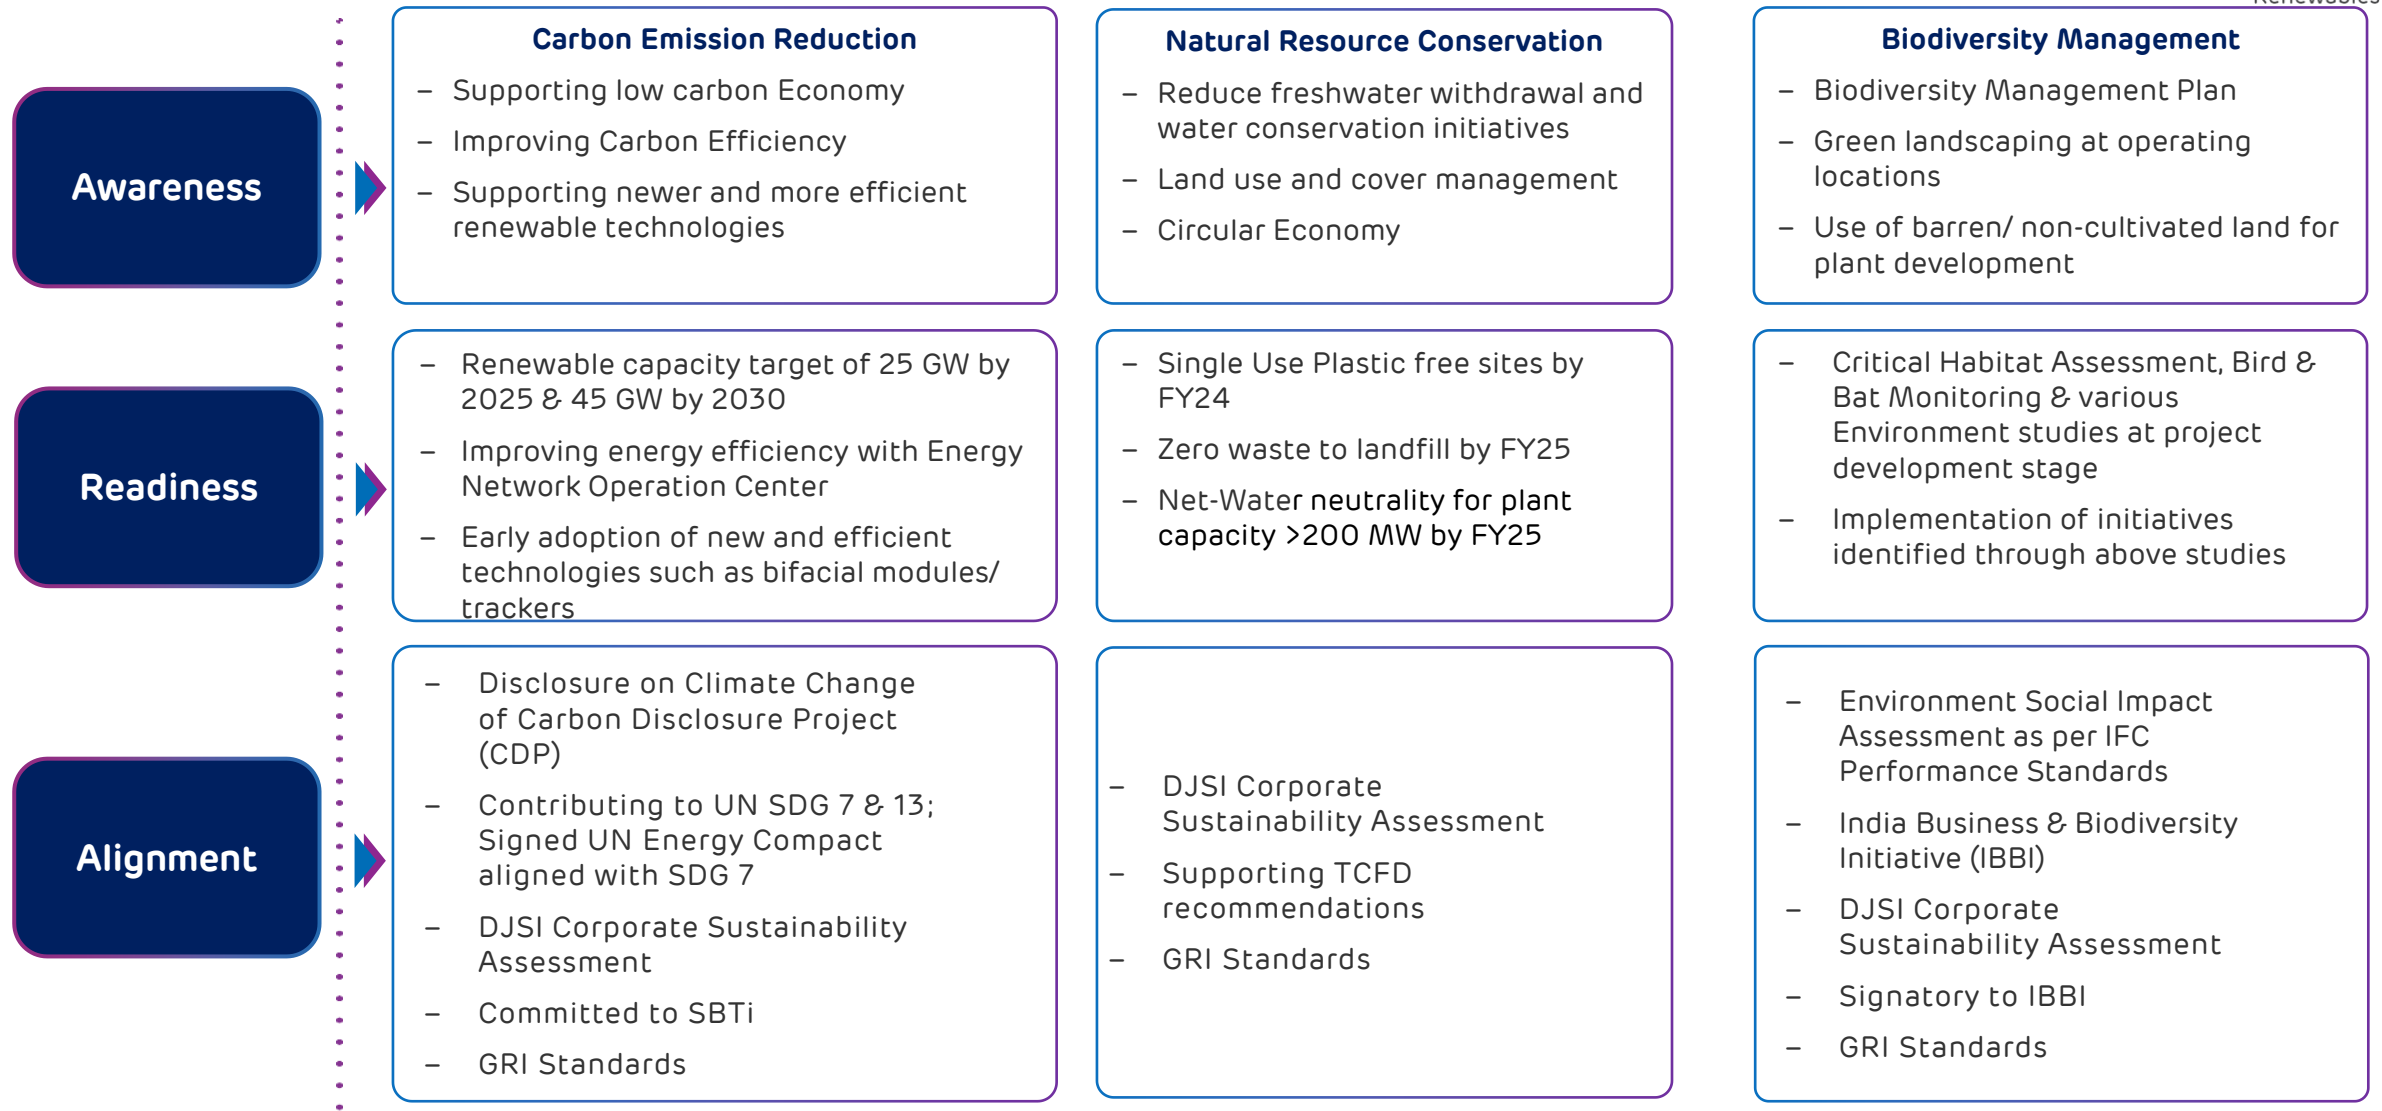 Renewables
Carbon Emission Reduction
Natural Resource Conservation
Biodiversity Management
Awareness
– Supporting low carbon Economy
– Improving Carbon Efficiency
– Supporting newer and more efficient
renewable technologies
– Reduce freshwater withdrawal and
water conservation initiatives
– Land use and cover management
– Circular Economy
– Biodiversity Management Plan
– Green landscaping at operating
locations
– Use of barren/ non-cultivated land for
plant development
Readiness
– Renewable capacity target of 25 GW by
2025 & 45 GW by 2030
– Improving energy efficiency with Energy
Network Operation Center
– Early adoption of new and efficient
technologies such as bifacial modules/
trackers
– Single Use Plastic free sites by
FY24
– Zero waste to landfill by FY25
– Net-Water neutrality for plant
capacity >200 MW by FY25
– Critical Habitat Assessment, Bird &
Bat Monitoring & various
Environment studies at project
development stage
– Implementation of initiatives
identified through above studies
Alignment
– Disclosure on Climate Change
of Carbon Disclosure Project
(CDP)
– Contributing to UN SDG 7 & 13;
Signed UN Energy Compact
aligned with SDG 7
– DJSI Corporate Sustainability
Assessment
– Committed to SBTi
– GRI Standards
– DJSI Corporate
Sustainability Assessment
– Supporting TCFD
recommendations
– GRI Standards
– Environment Social Impact
Assessment as per IFC
Performance Standards
– India Business & Biodiversity
Initiative (IBBI)
– DJSI Corporate
Sustainability Assessment
– Signatory to IBBI
– GRI Standards